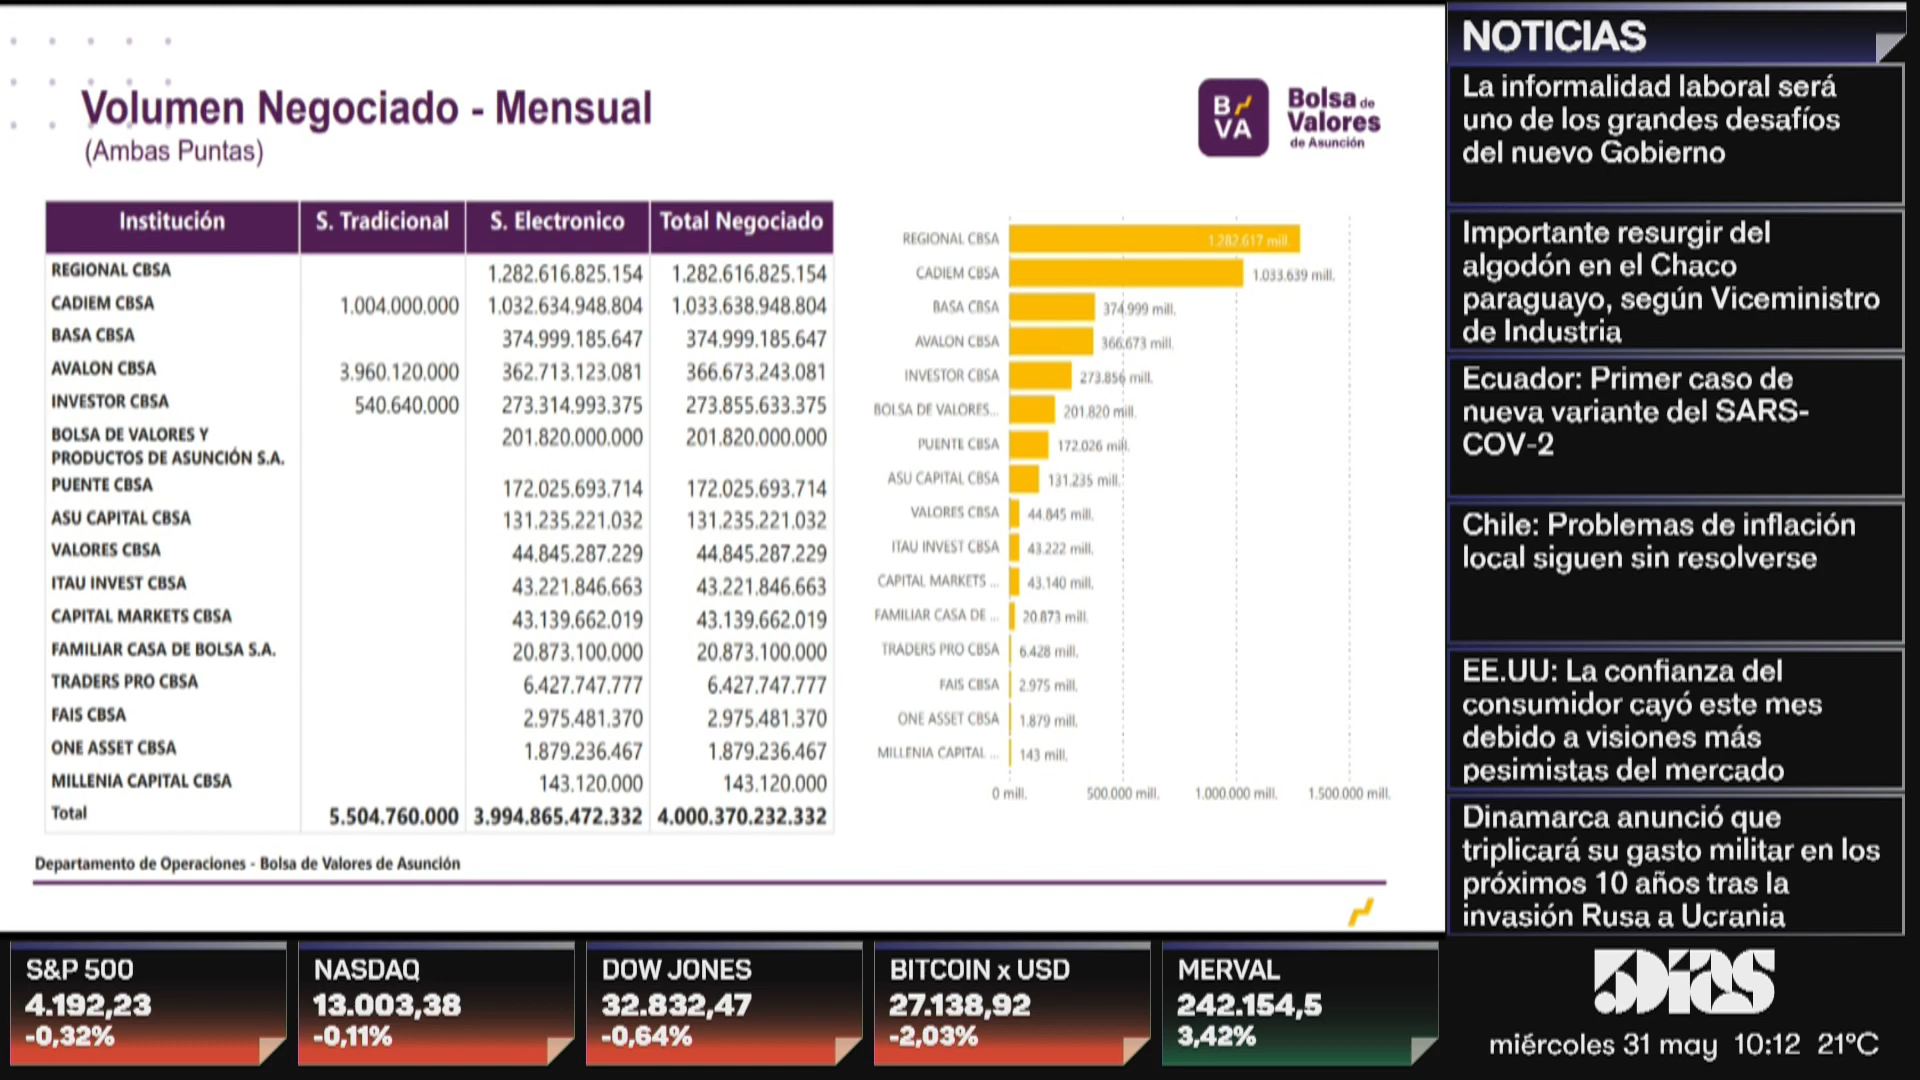 Volumen Negociado - Mensual
(Ambas Puntas)
B VA
Bolsa de
Valores
de Asunción
Institución S. Tradicional S. Electronico Total Negociado
REGIONAL CBSA 1.282.616.825.154 1.282.616.825.154
CADIEM CBSA 1.004.000.000 1.032.634.948.804 1.033.638.948.804
BASA CBSA 374.999.185.647 374.999.185.647
AVALON CBSA 3.960.120.000 362.713.123.081 366.673.243.081
INVESTOR CBSA 540.640.000 273.314.993.375 273.855.633.375
BOLSA DE VALORES Y
PRODUCTOS DE ASUNCIÓN S.A. 201.820.000.000 201.820.000.000
PUENTE CBSA 172.025.693.714 172.025.693.714
ASU CAPITAL CBSA 131.235.221.032 131.235.221.032
VALORES CBSA 44.845.287.229 44.845.287.229
ITAU INVEST CBSA 43.221.846.663 43.221.846.663
CAPITAL MARKETS CBSA 43.139.662.019 43.139.662.019
FAMILIAR CASA DE BOLSA S.A. 20.873.100.000 20.873.100.000
TRADERS PRO CBSA 6.427.747.777 6.427.747.777
FAIS CBSA 2.975.481.370 2.975.481.370
ONE ASSET CBSA 1.879.236.467 1.879.236.467
MILLENIA CAPITAL CBSA 143.120.000 143.120.000
Total 5.504.760.000 3.994.865.472.332 4.000.370.232.332
REGIONAL CBSA 1.282.617 mill.
CADIEM CBSA 1.033.639 mill.
BASA CBSA 374.999 mill.
AVALON CBSA 366.673 mill.
INVESTOR CBSA 273.856 mill.
BOLSA DE VALORES... 201.820 mill.
PUENTE CBSA 172.026 mill.
ASU CAPITAL CBSA 131.235 mill.
VALORES CBSA 44.845 mill.
ITAU INVEST CBSA 43.222 mill.
CAPITAL MARKETS ... 43.140 mill.
FAMILIAR CASA DE ... 20.873 mill.
TRADERS PRO CBSA 6.428 mill.
FAIS CBSA 2.975 mill.
ONE ASSET CBSA 1.879 mill.
MILLENIA CAPITAL ... 143 mill.
0 mill. 500.000 mill. 1.000.000 mill. 1.500.000 mill.
Departamento de Operaciones - Bolsa de Valores de Asunción
NOTICIAS
La informalidad laboral será
uno de los grandes desafíos
del nuevo Gobierno
Importante resurgir del
algodón en el Chaco
paraguayo, según Viceministro
de Industria
Ecuador: Primer caso de
nueva variante del SARS-
COV-2
Chile: Problemas de inflación
local siguen sin resolverse
EE.UU: La confianza del
consumidor cayó este mes
debido a visiones más
pesimistas del mercado
Dinamarca anunció que
triplicará su gasto militar en los
próximos 10 años tras la
invasión Rusa a Ucrania
S&P 500
4.192,23
-0,32%
NASDAQ
13.003,38
-0,11%
DOW JONES
32.832,47
-0,64%
BITCOIN x USD
27.138,92
-2,03%
MERVAL
242.154,5
3,42%
5Días
miércoles 31 may 10:12 21°C